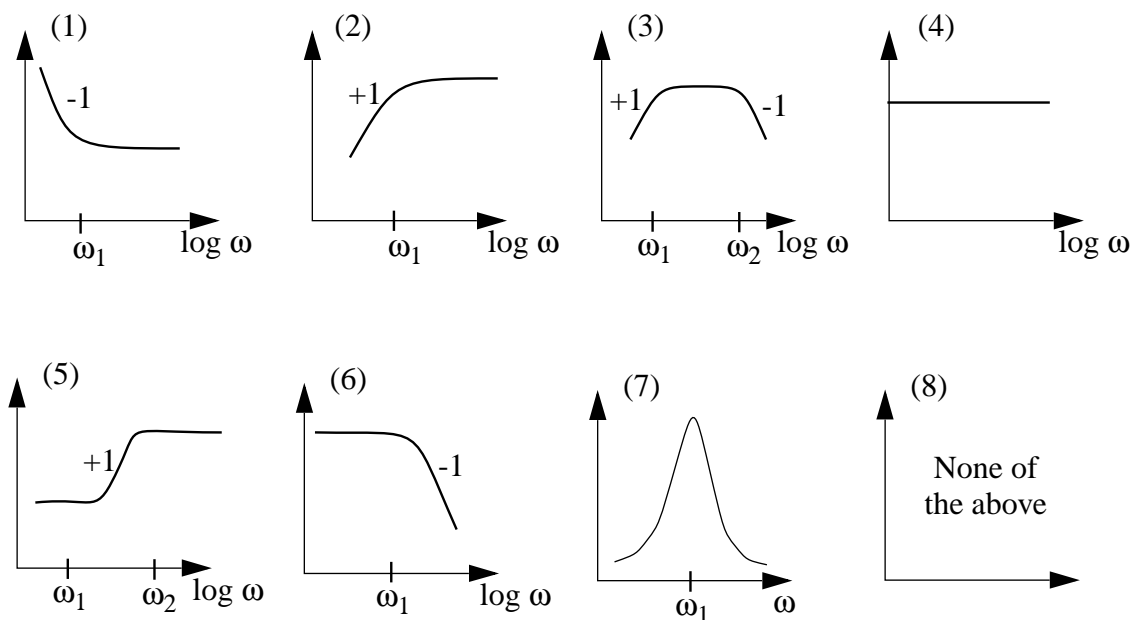 (1)
-1
ω1
log ω
(2)
+1
ω1
log ω
(3)
+1
-1
ω1
ω2
log ω
(4)
log ω
(5)
+1
ω1
ω2
log ω
(6)
-1
ω1
log ω
(7)
ω1
ω
(8)
None of
the above